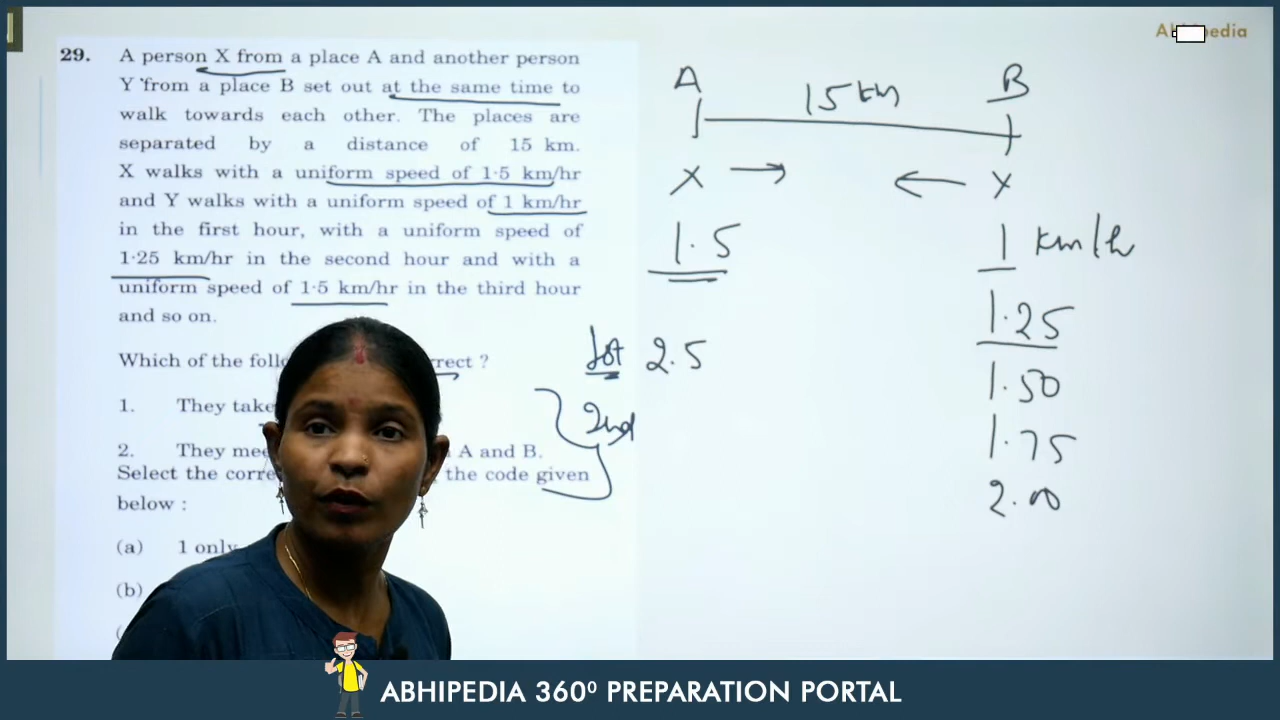 29. A person X from a place A and another person
Y from a place B set out at the same time to
walk towards each other. The places are
separated by a distance of 15 km.
X walks with a uniform speed of 1·5 km/hr
and Y walks with a uniform speed of 1 km/hr
in the first hour, with a uniform speed of
1·25 km/hr in the second hour and with a
uniform speed of 1·5 km/hr in the third hour
and so on.
Which of the
1. They take
2. They A and B.
Select the the code given
below :
(a) 1 only
(b)
A B
15 km
X
1.5 1 km/h
1.25
1st 2.5
1.50
2nd
1.75
2.00
ABHIPEDIA 360⁰ PREPARATION PORTAL